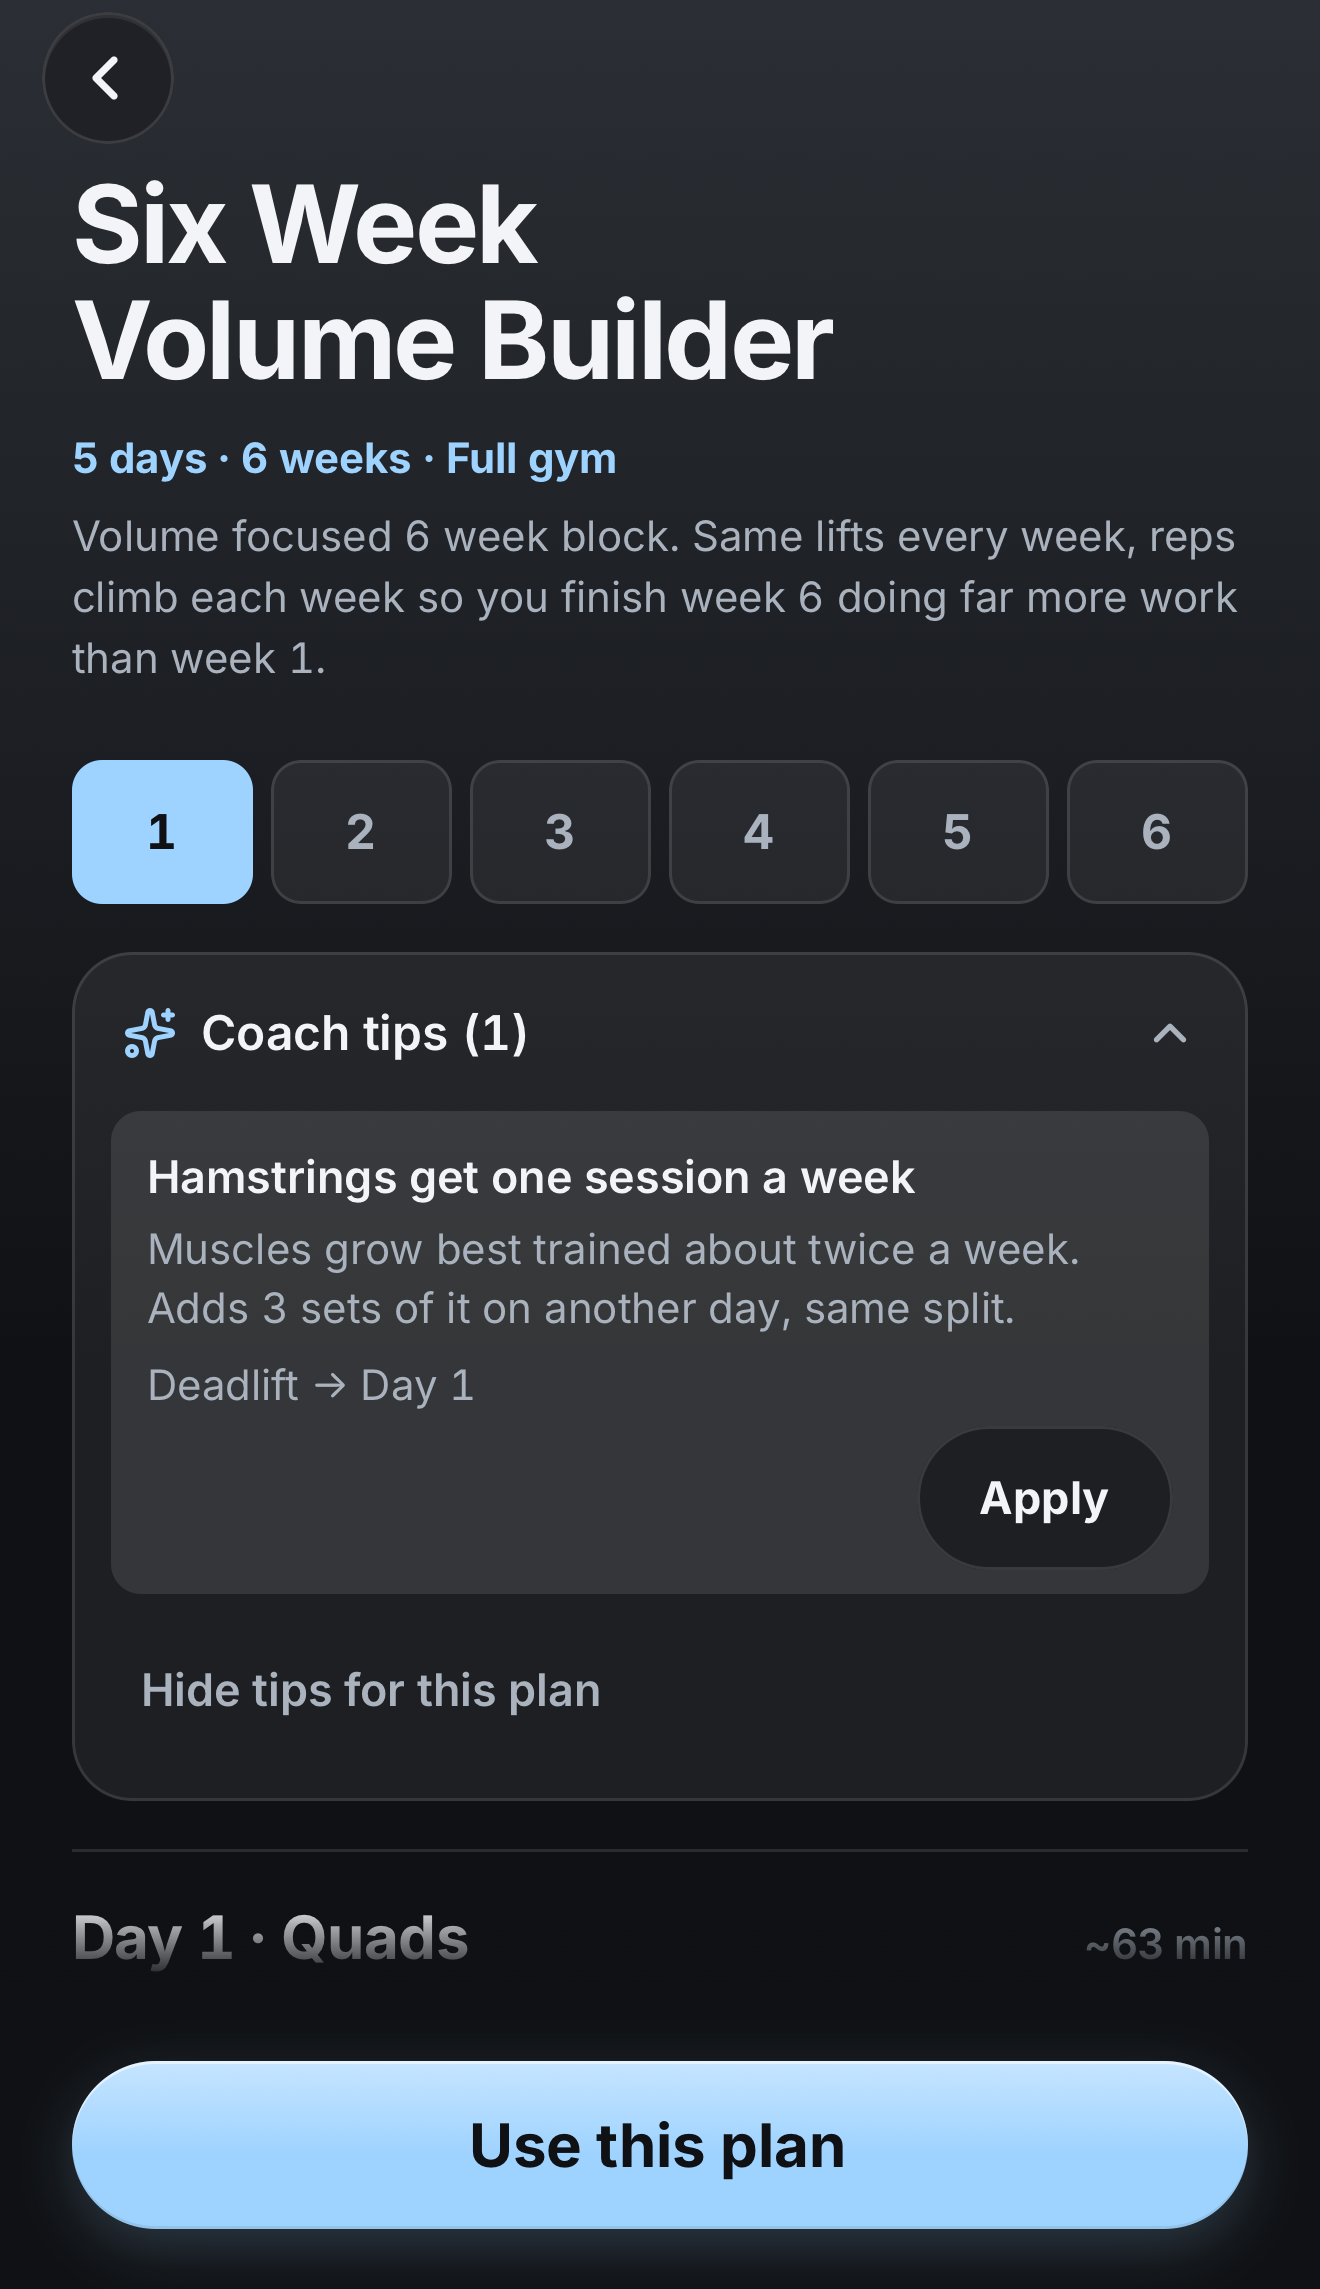 Six Week
Volume Builder
5 days · 6 weeks · Full gym
Volume focused 6 week block. Same lifts every week, reps
climb each week so you finish week 6 doing far more work
than week 1.
1 2 3 4 5 6
Coach tips (1)
Hamstrings get one session a week
Muscles grow best trained about twice a week.
Adds 3 sets of it on another day, same split.
Deadlift → Day 1
Apply
Hide tips for this plan
Day 1 · Quads ~63 min
Use this plan